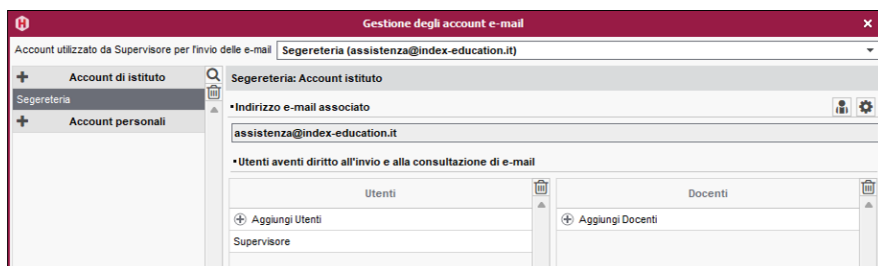 Gestione degli account e-mail
Account utilizzato da Supervisore per l'invio delle e-mail Segereteria (assistenza@index-education.it)
Account di istituto
Segereteria
Account personali
Segereteria: Account istituto
Indirizzo e-mail associato
assistenza@index-education.it
Utenti aventi diritto all'invio e alla consultazione di e-mail
Utenti
Aggiungi Utenti
Supervisore
Docenti
Aggiungi Docenti